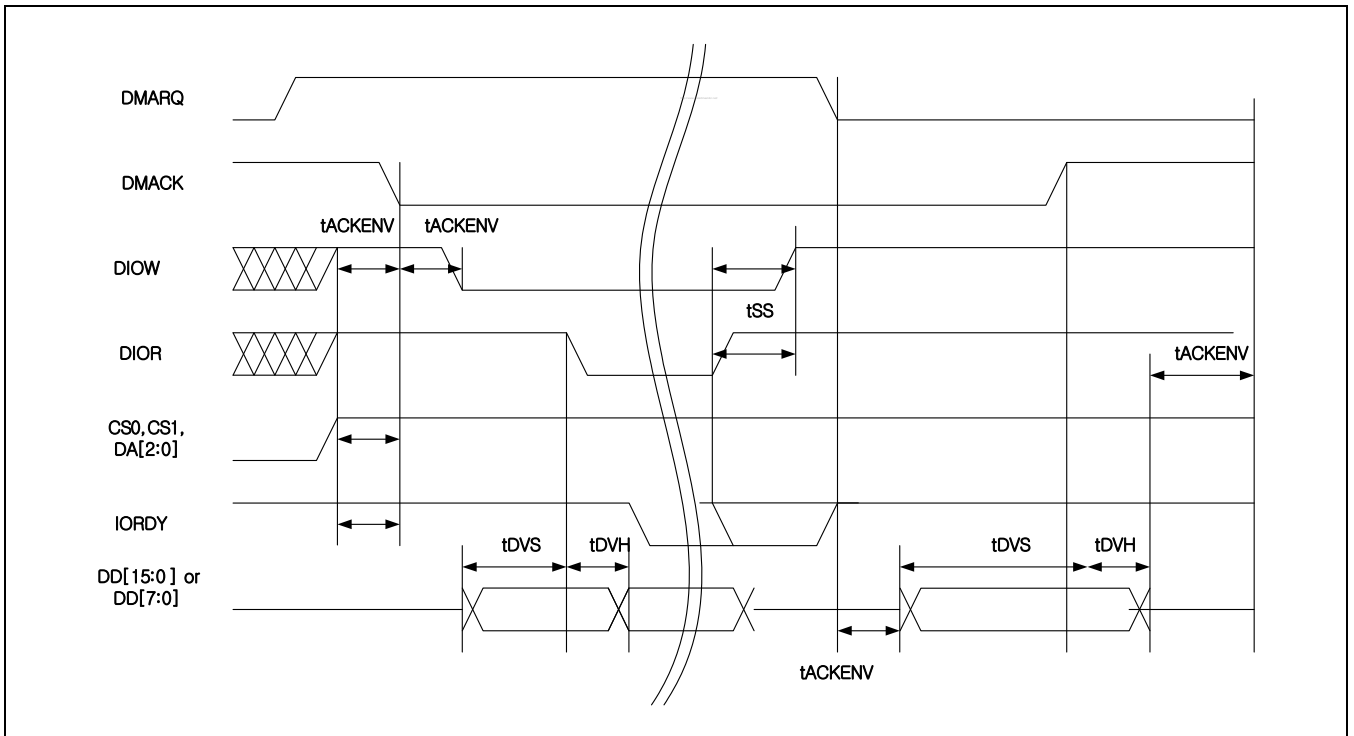 DMARQ
DMACK
tACKENV tACKENV
DIOW
tSS
DIOR
tACKENV
CS0, CS1,
DA[2:0]
IORDY
tDVS tDVH tDVS tDVH
DD[15:0] or
DD[7:0]
tACKENV